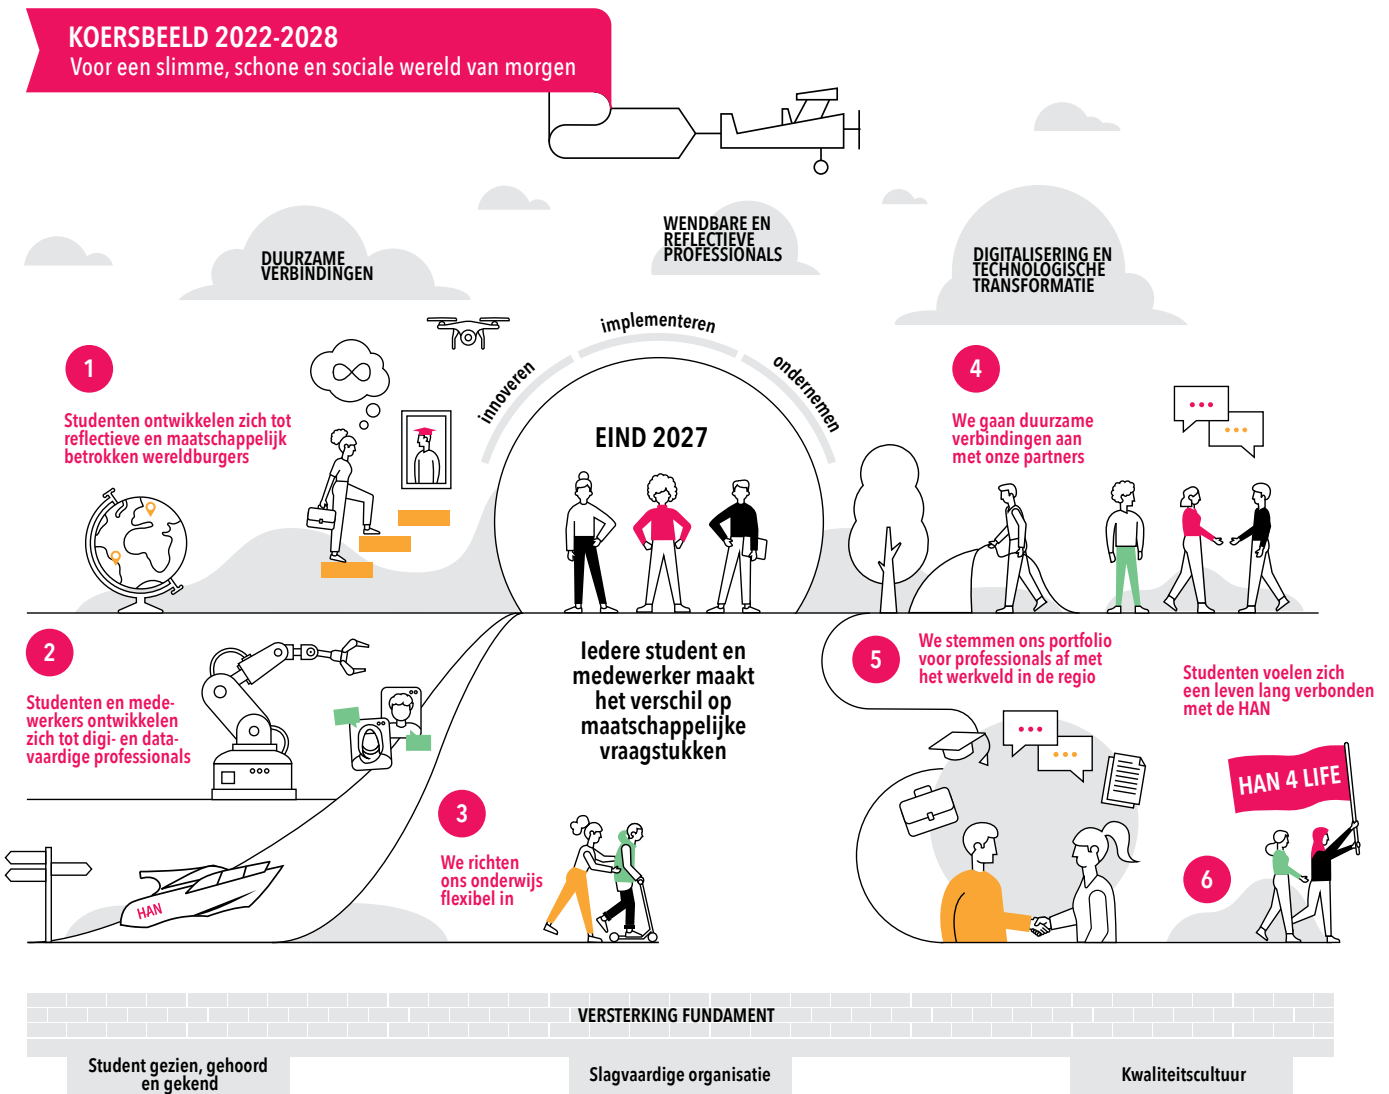 KOERSBEELD 2022-2028
Voor een slimme, schone en sociale wereld van morgen
DUURZAME
VERBINDINGEN
WENDBARE EN
REFLECTIEVE
PROFESSIONALS
DIGITALISERING EN
TECHNOLOGISCHE
TRANSFORMATIE
innoveren
implementeren
ondernemen
EIND 2027
Iedere student en
medewerker maakt
het verschil op
maatschappelijke
vraagstukken
1
Studenten ontwikkelen zich tot
reflectieve en maatschappelijk
betrokken wereldburgers
2
Studenten en mede-
werkers ontwikkelen
zich tot digi- en data-
vaardige professionals
HAN
3
We richten
ons onderwijs
flexibel in
4
We gaan duurzame
verbindingen aan
met onze partners
5
We stemmen ons portfolio
voor professionals af met
het werkveld in de regio
Studenten voelen zich
een leven lang verbonden
met de HAN
HAN 4 LIFE
6
VERSTERKING FUNDAMENT
Student gezien, gehoord
en gekend
Slagvaardige organisatie
Kwaliteitscultuur